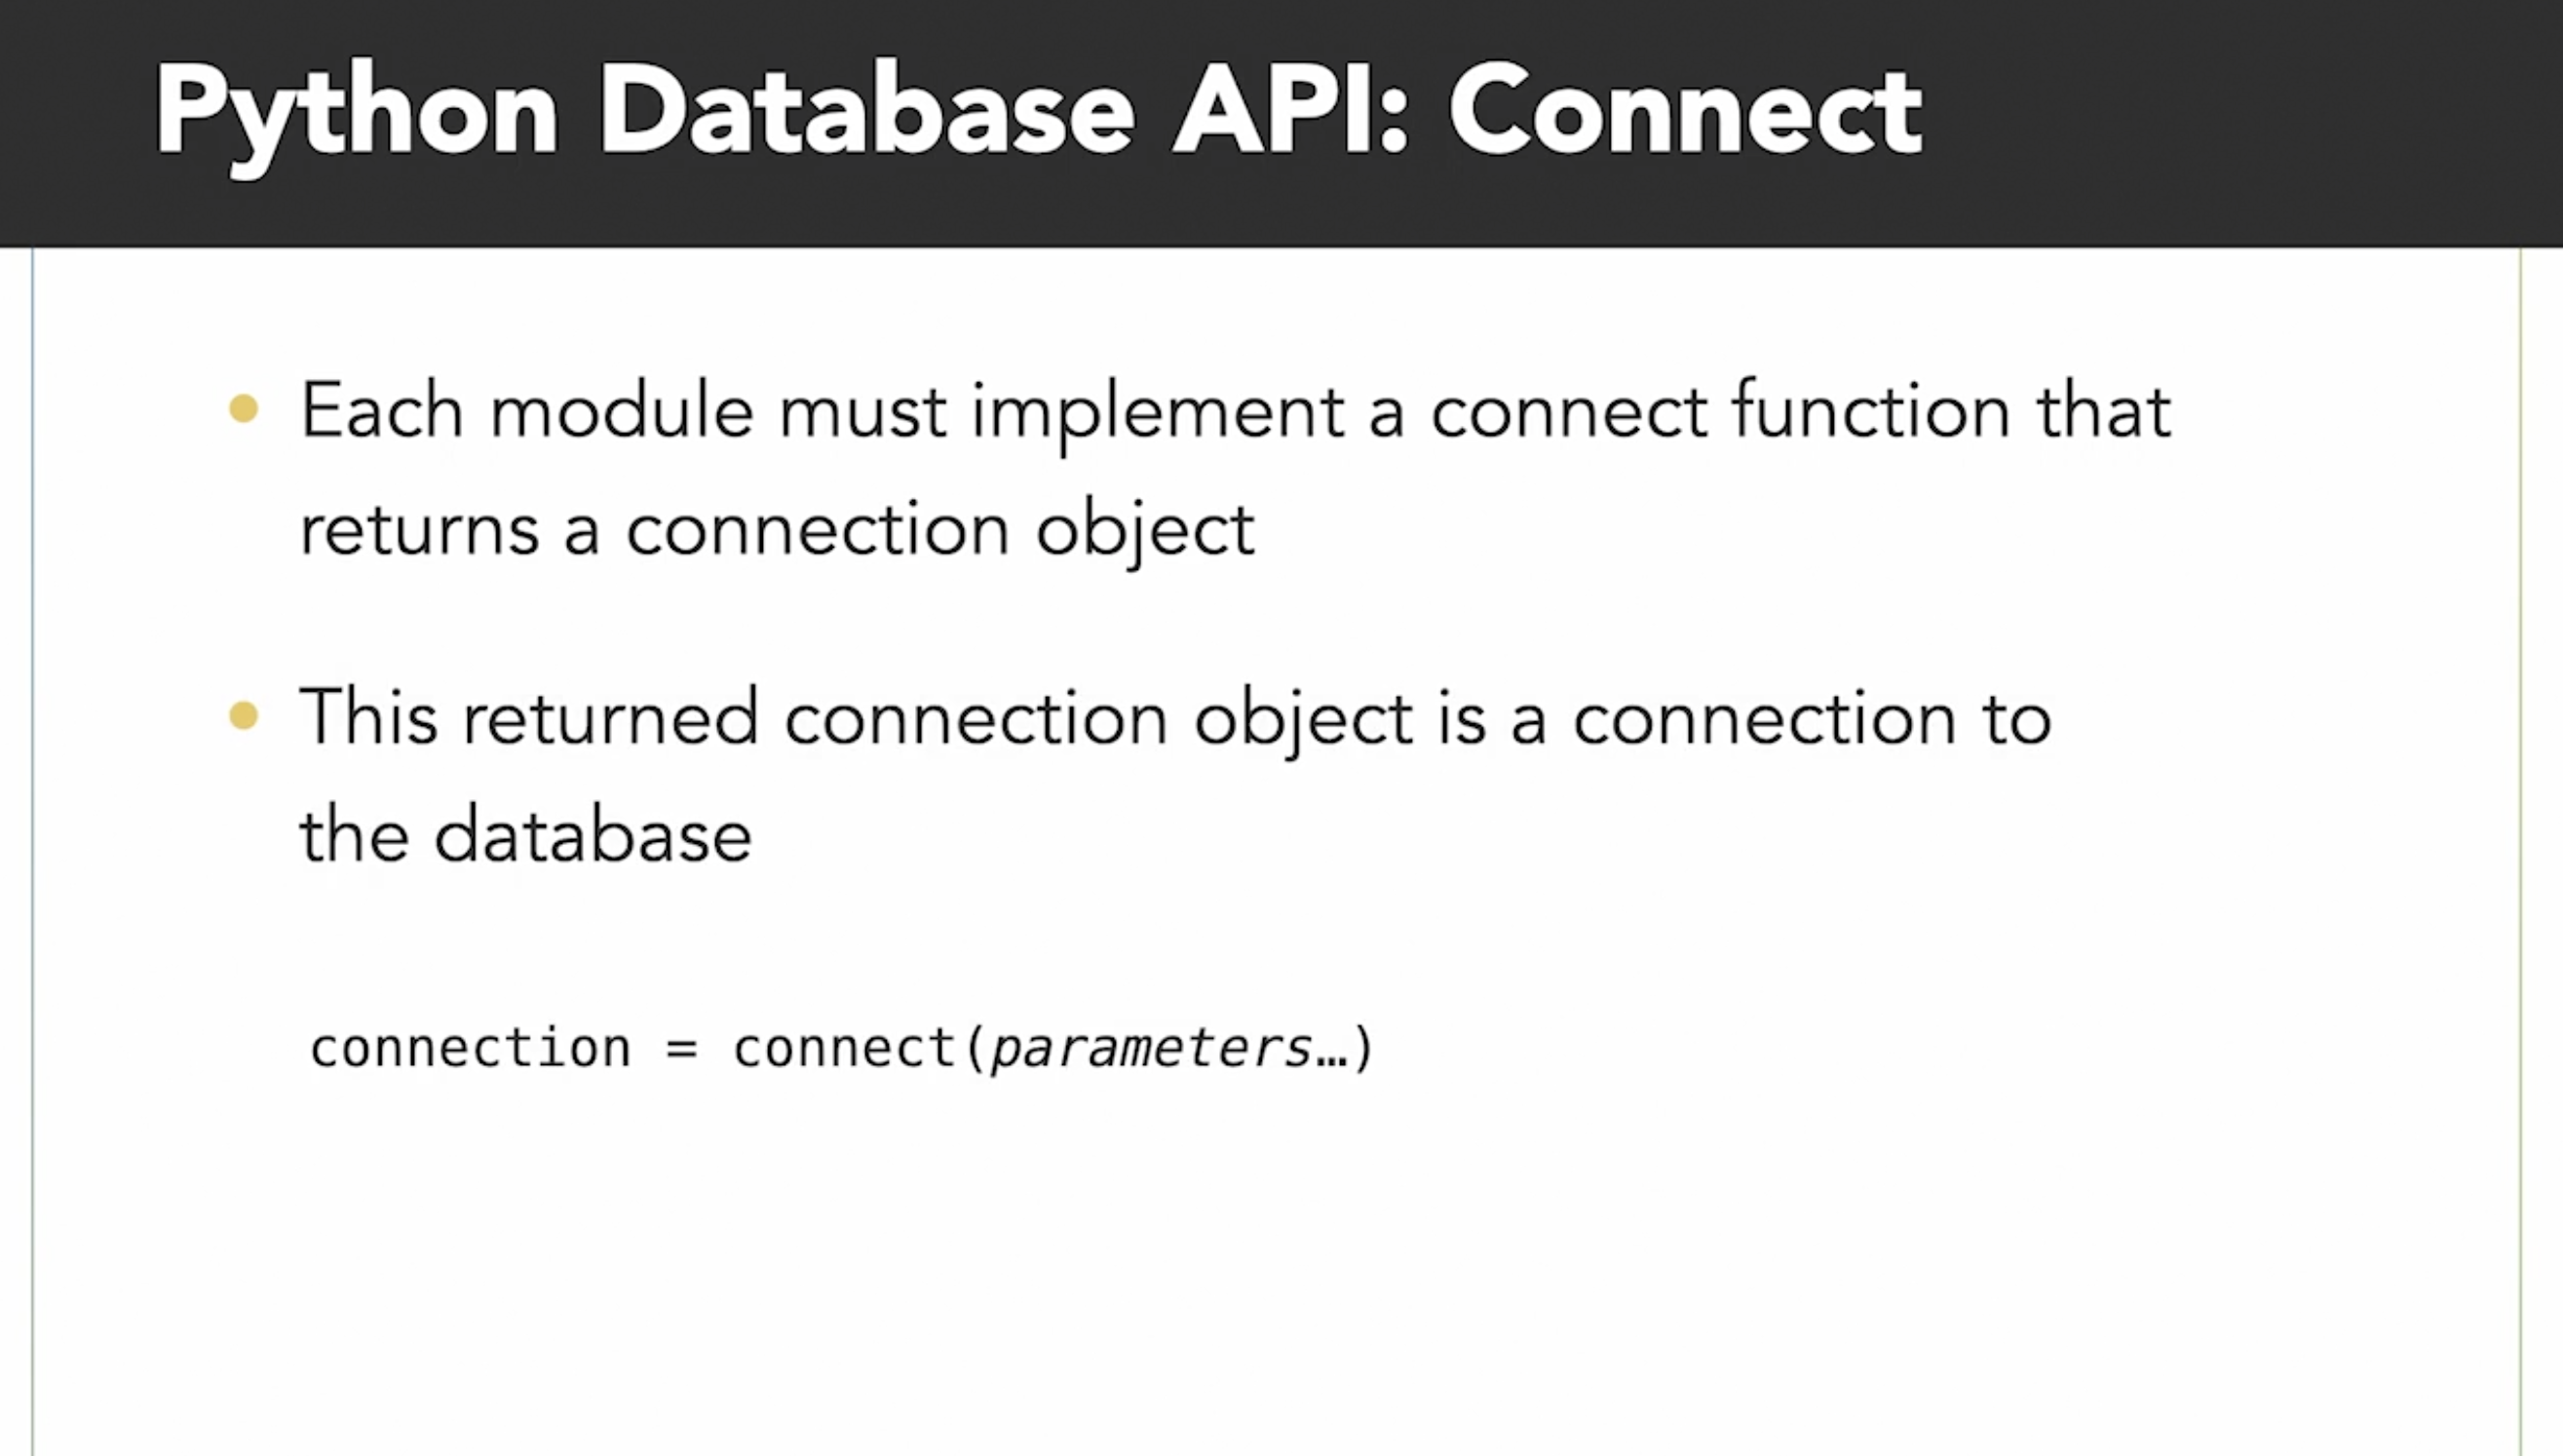 Python Database API: Connect
• Each module must implement a connect function that
returns a connection object
• This returned connection object is a connection to
the database
connection = connect(parameters…)